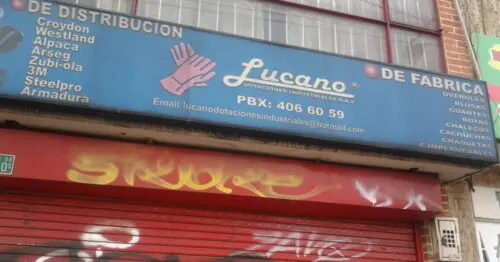 DE DISTRIBUCION
Croydon
Westland
Alpaca
Arseg
Zubi-ola
3M
Steelpro
Armadura
Lucano
DOTACIONES INDUSTRIALES S.A.S
PBX: 406 60 59
Email:lucanodotacionesindustriales@hotmail.com
DE FABRICA
OVEROLES
BLUSAS
GUANTES
BOTAS
CHALECOS
CACHUCHAS
CHAQUETAS
C.IMPERMEABLES